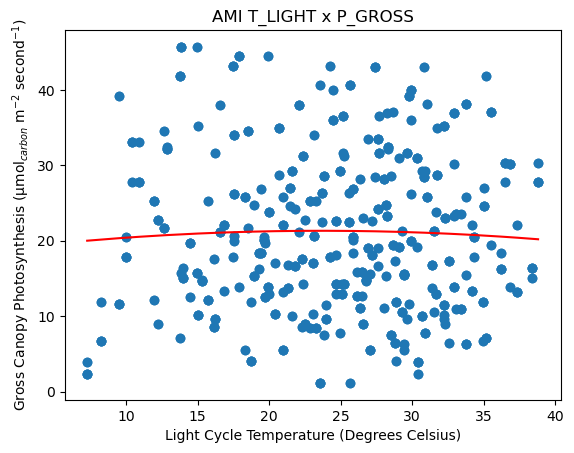 AMI T_LIGHT x P_GROSS
Gross Canopy Photosynthesis (μmol$_{carbon}$ m⁻² second⁻¹)
40
30
20
10
0
10 15 20 25 30 35 40
Light Cycle Temperature (Degrees Celsius)